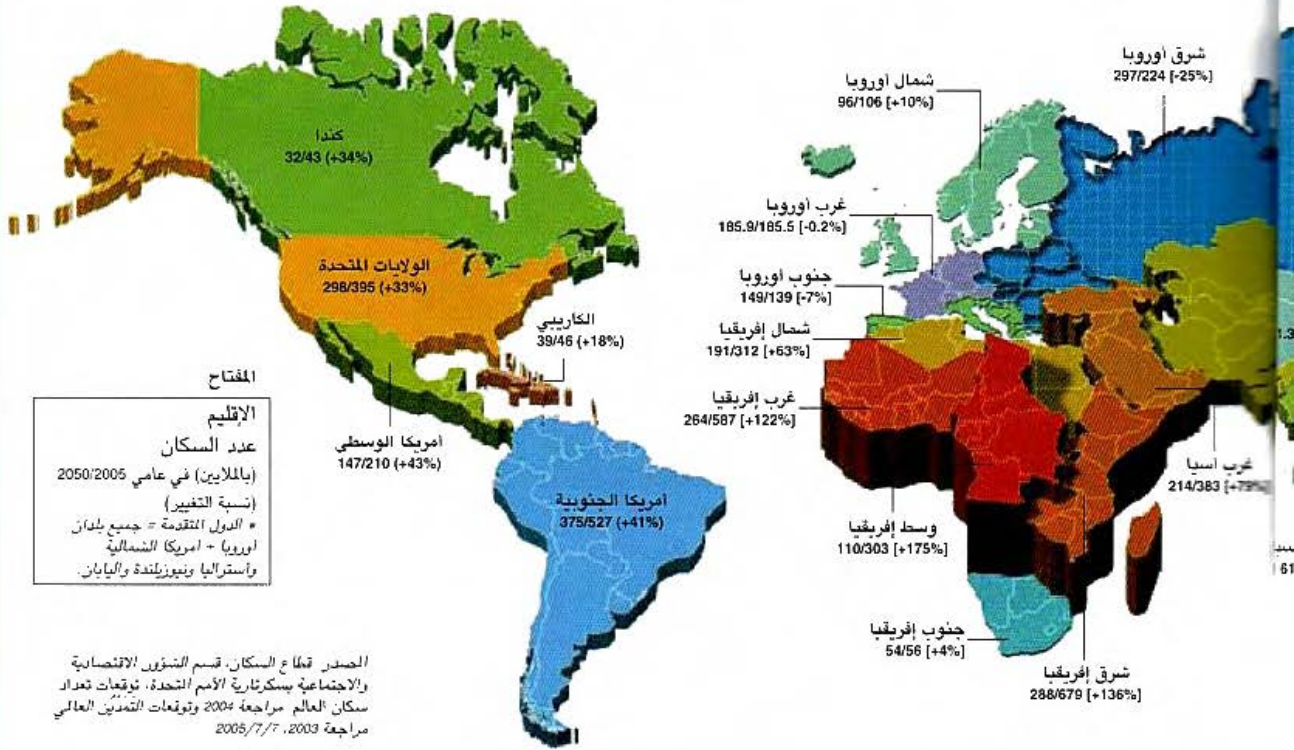 كندا
32/43 (+34%)
الولايات المتحدة
298/395 (+33%)
الكاريبي
39/46 (+18%)
أمريكا الوسطي
147/210 (+43%)
أمريكا الجنوبية
375/527 (+41%)
شمال أوروبا
96/106 [+10%]
شرق أوروبا
297/224 [-25%]
غرب أوروبا
185.9/185.5 [-0.2%]
جنوب أوروبا
149/139 [-7%]
شمال إفريقيا
191/312 [+63%]
غرب إفريقيا
264/587 [+122%]
وسط إفريقيا
110/303 [+175%]
غرب آسيا
214/383 [+79%]
جنوب إفريقيا
54/56 [+4%]
شرق إفريقيا
288/679 [+136%]
61
المفتاح
الإقليم
عدد السكان
(بالملايين) في عامي 2050/2005
(نسبة التغيير)
* الدول المتقدمة = جميع بلدان
أوروبا + أمريكا الشمالية
وأستراليا ونيوزيلندة واليابان.
المصدر قطاع السكان، قسم الشؤون الاقتصادية
والاجتماعية بسكرتارية الأمم المتحدة، توقعات تعداد
سكان العالم مراجعة 2004 وتوقعات التمدّين العالمي
مراجعة 2003، 2005/7/7